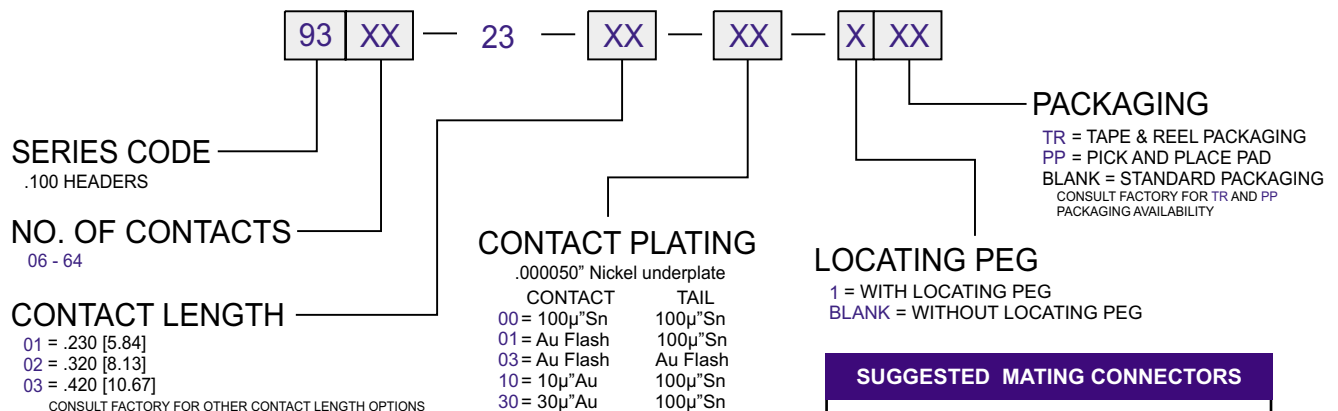 93 XX — 23 — XX — XX — X XX
SERIES CODE
.100 HEADERS
NO. OF CONTACTS
06 - 64
CONTACT LENGTH
01 = .230 [5.84]
02 = .320 [8.13]
03 = .420 [10.67]
CONSULT FACTORY FOR OTHER CONTACT LENGTH OPTIONS
CONTACT PLATING
.000050” Nickel underplate
CONTACT TAIL
00 = 100µ”Sn 100µ”Sn
01 = Au Flash 100µ”Sn
03 = Au Flash Au Flash
10 = 10µ”Au 100µ”Sn
30 = 30µ”Au 100µ”Sn
LOCATING PEG
1 = WITH LOCATING PEG
BLANK = WITHOUT LOCATING PEG
PACKAGING
TR = TAPE & REEL PACKAGING
PP = PICK AND PLACE PAD
BLANK = STANDARD PACKAGING
CONSULT FACTORY FOR TR AND PP
PACKAGING AVAILABILITY
SUGGESTED MATING CONNECTORS